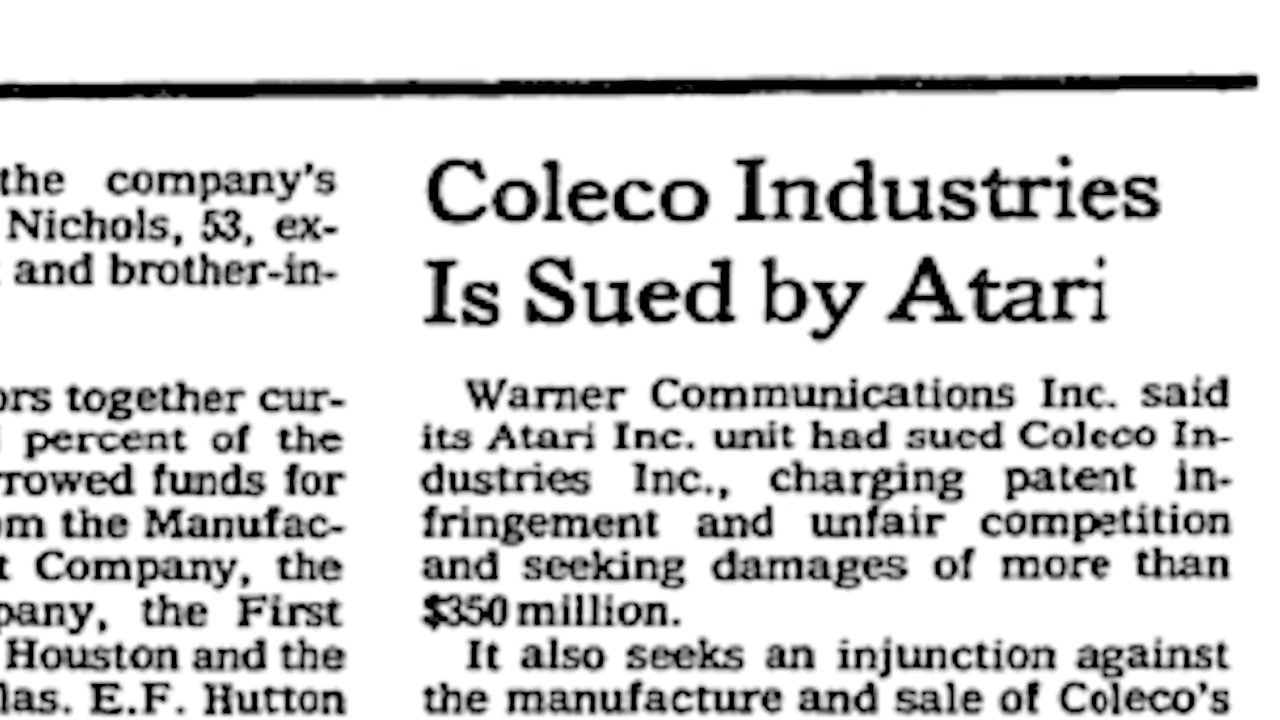 the company's
Nichols, 53, ex-
and brother-in-
ors together cur-
percent of the
rrowed funds for
om the Manufac-
t Company, the
pany, the First
Houston and the
las. E.F. Hutton
Coleco Industries
Is Sued by Atari
Warner Communications Inc. said
its Atari Inc. unit had sued Coleco In-
dustries Inc., charging patent in-
fringement and unfair competition
and seeking damages of more than
$350 million.
It also seeks an injunction against
the manufacture and sale of Coleco's